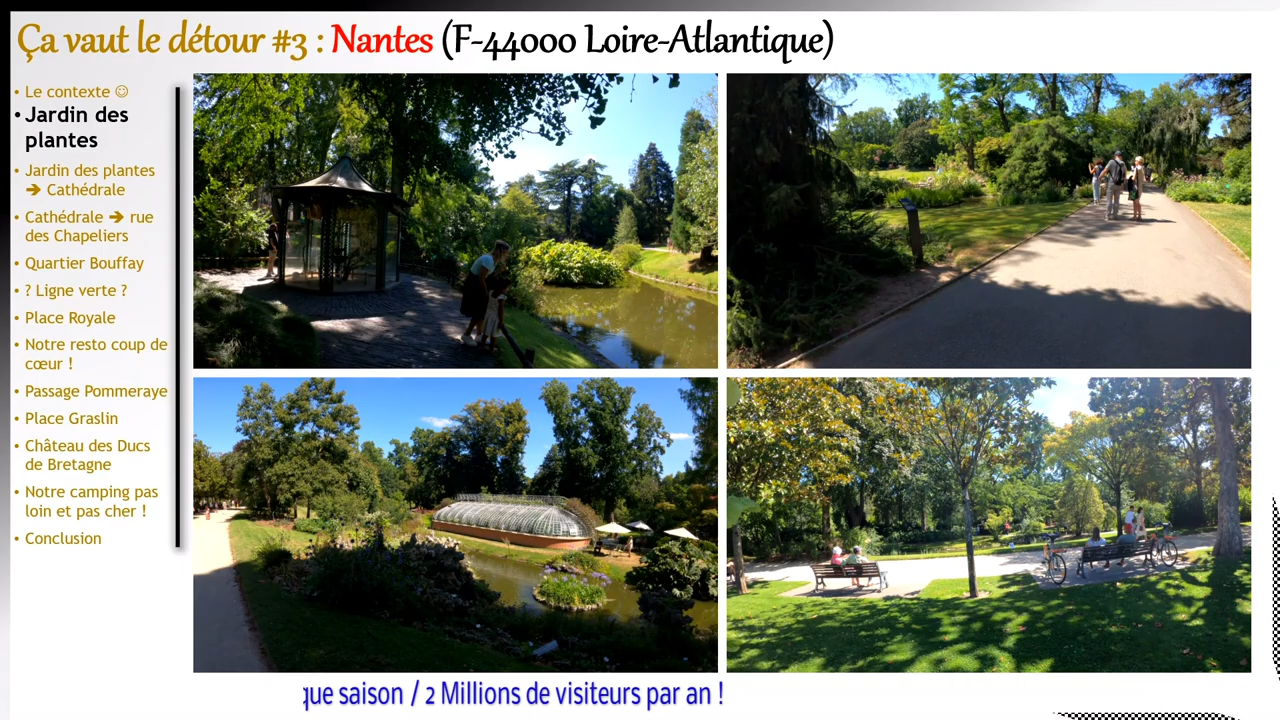 Ça vaut le détour #3 : Nantes (F-44000 Loire-Atlantique)
• Le contexte ☺
• Jardin des
plantes
• Jardin des plantes
➔ Cathédrale
• Cathédrale ➔ rue
des Chapeliers
• Quartier Bouffay
• ? Ligne verte ?
• Place Royale
• Notre resto coup de
cœur !
• Passage Pommeraye
• Place Graslin
• Château des Ducs
de Bretagne
• Notre camping pas
loin et pas cher !
• Conclusion
saison / 2 Millions de visiteurs par an !